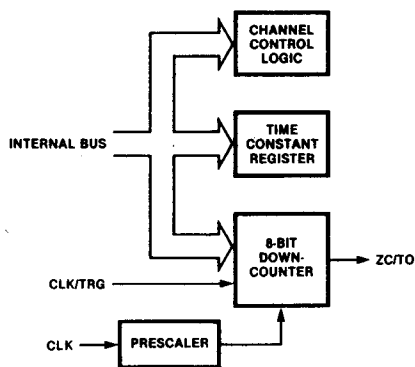 CHANNEL
CONTROL
LOGIC
INTERNAL BUS
TIME
CONSTANT
REGISTER
8-BIT
DOWN-
COUNTER
ZC/TO
CLK/TRG
CLK
PRESCALER